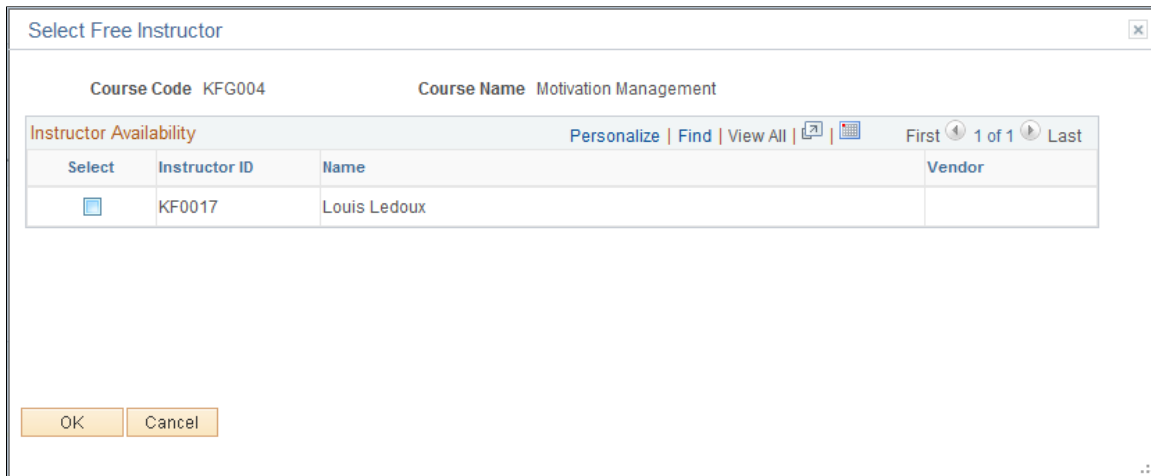 Select Free Instructor
Course Code KFG004 Course Name Motivation Management
Instructor Availability Personalize | Find | View All | | First 1 of 1 Last
Select Instructor ID Name Vendor
KF0017 Louis Ledoux
OK Cancel